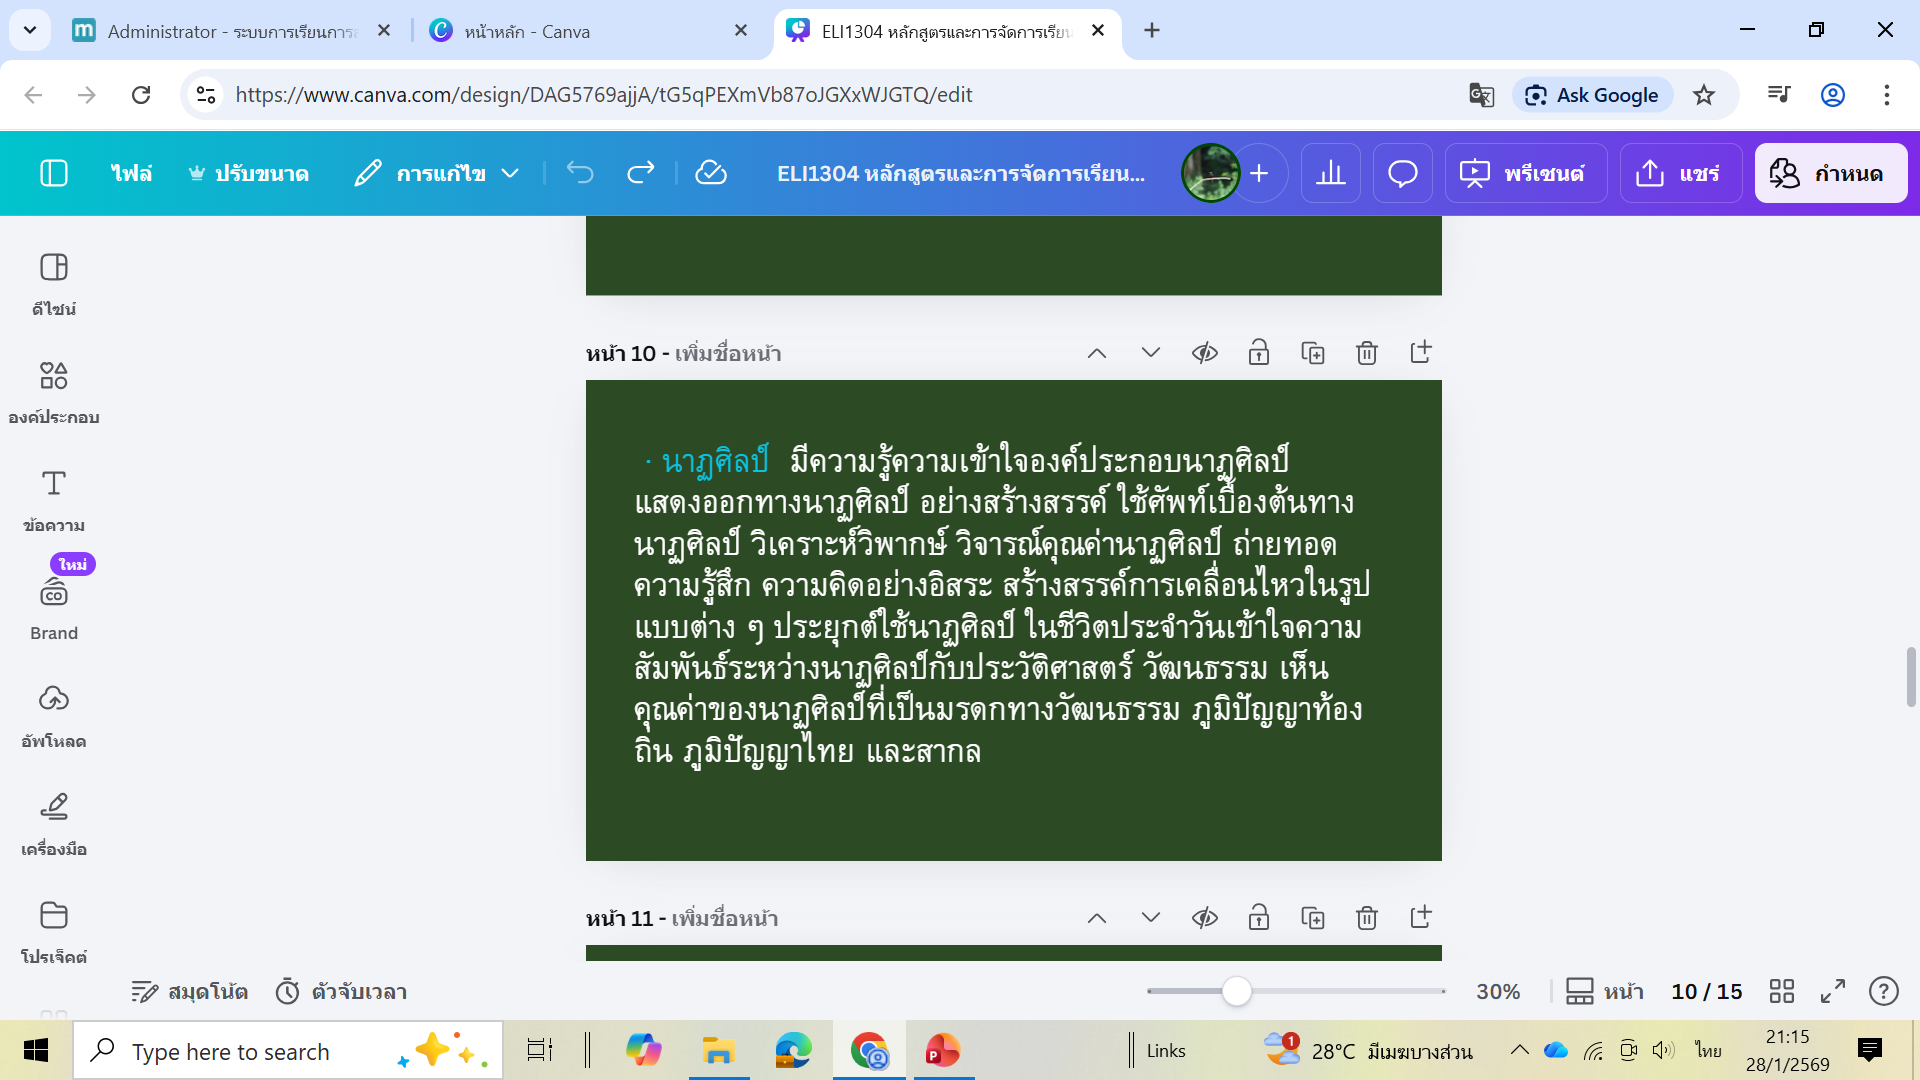 Administrator - ระบบการเรียนการส
หน้าหลัก - Canva
ELI1304 หลักสูตรและการจัดการเรียน
https://www.canva.com/design/DAG5769ajjA/tG5qPEXmVb87oJGXxWJGTQ/edit
Ask Google
ไฟล์
ปรับขนาด
การแก้ไข
ELI1304 หลักสูตรและการจัดการเรียน...
พรีเซนต์
แชร์
กำหนด
ดีไซน์
องค์ประกอบ
ข้อความ
ใหม่
Brand
อัพโหลด
เครื่องมือ
โปรเจ็คต์
หน้า 10 - เพิ่มชื่อหน้า
· นาฏศิลป์ มีความรู้ความเข้าใจองค์ประกอบนาฏศิลป์
แสดงออกทางนาฏศิลป์ อย่างสร้างสรรค์ ใช้ศัพท์เบื้องต้นทาง
นาฏศิลป์ วิเคราะห์วิพากษ์ วิจารณ์คุณค่านาฏศิลป์ ถ่ายทอด
ความรู้สึก ความคิดอย่างอิสระ สร้างสรรค์การเคลื่อนไหวในรูป
แบบต่าง ๆ ประยุกต์ใช้นาฏศิลป์ ในชีวิตประจำวันเข้าใจความ
สัมพันธ์ระหว่างนาฏศิลป์กับประวัติศาสตร์ วัฒนธรรม เห็น
คุณค่าของนาฏศิลป์ที่เป็นมรดกทางวัฒนธรรม ภูมิปัญญาท้อง
ถิ่น ภูมิปัญญาไทย และสากล
หน้า 11 - เพิ่มชื่อหน้า
สมุดโน้ต
ตัวจับเวลา
30%
หน้า
10 / 15
Type here to search
Links
1
28°C มีเมฆบางส่วน
ไทย
21:15
28/1/2569